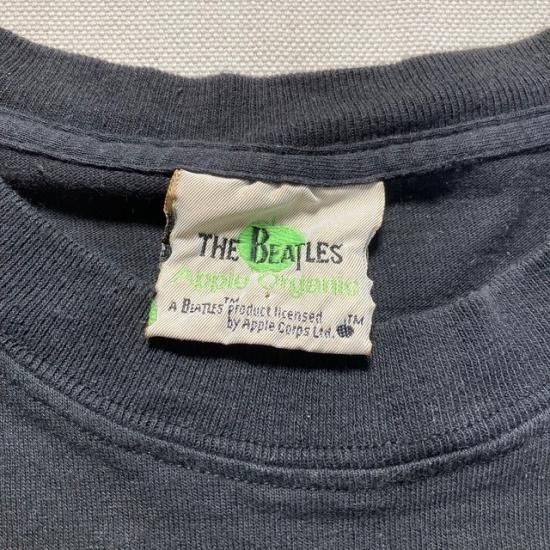 THE BEATLES
Apple Organic
A BEATLES™ product licensed
by Apple Corps Ltd. ™